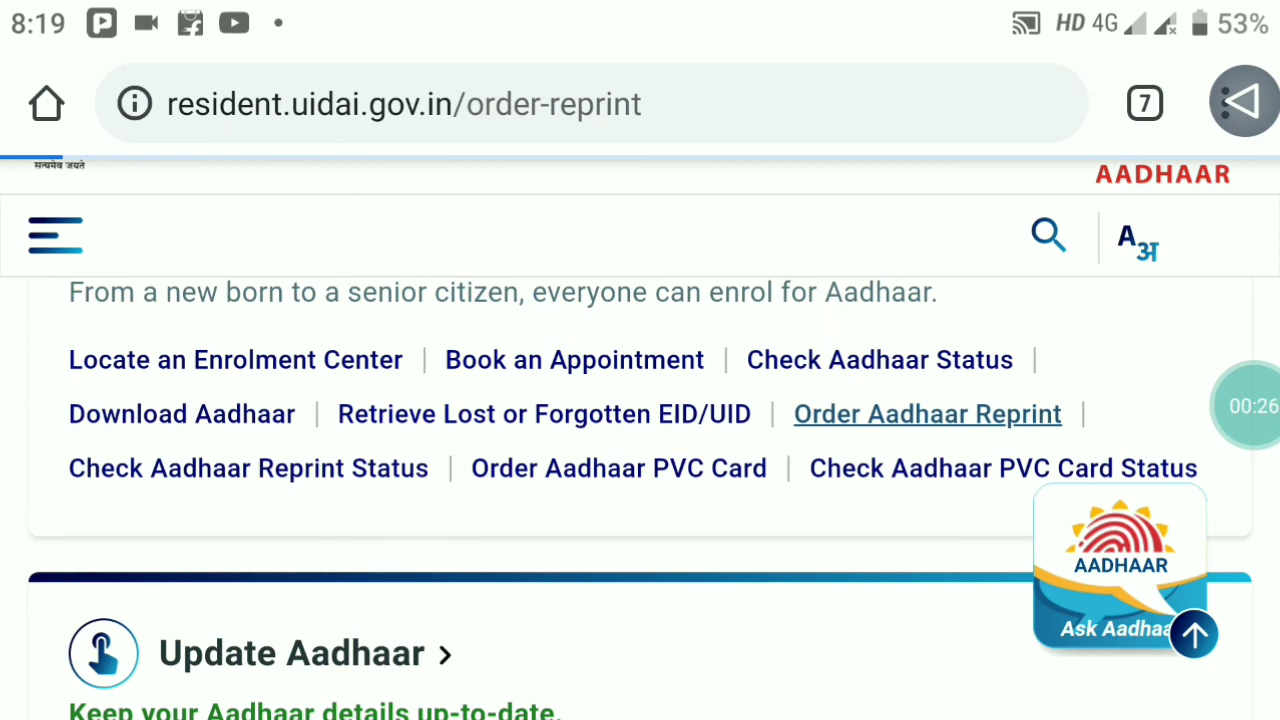 8:19 HD 4G 53%
resident.uidai.gov.in/order-reprint 7
सत्यमेव जयते
AADHAAR
A अ
From a new born to a senior citizen, everyone can enrol for Aadhaar.
Locate an Enrolment Center | Book an Appointment | Check Aadhaar Status |
00:26
Download Aadhaar | Retrieve Lost or Forgotten EID/UID | Order Aadhaar Reprint |
Check Aadhaar Reprint Status | Order Aadhaar PVC Card | Check Aadhaar PVC Card Status
AADHAAR
Ask Aadhaa
Update Aadhaar >
Keep your Aadhaar details up-to-date.